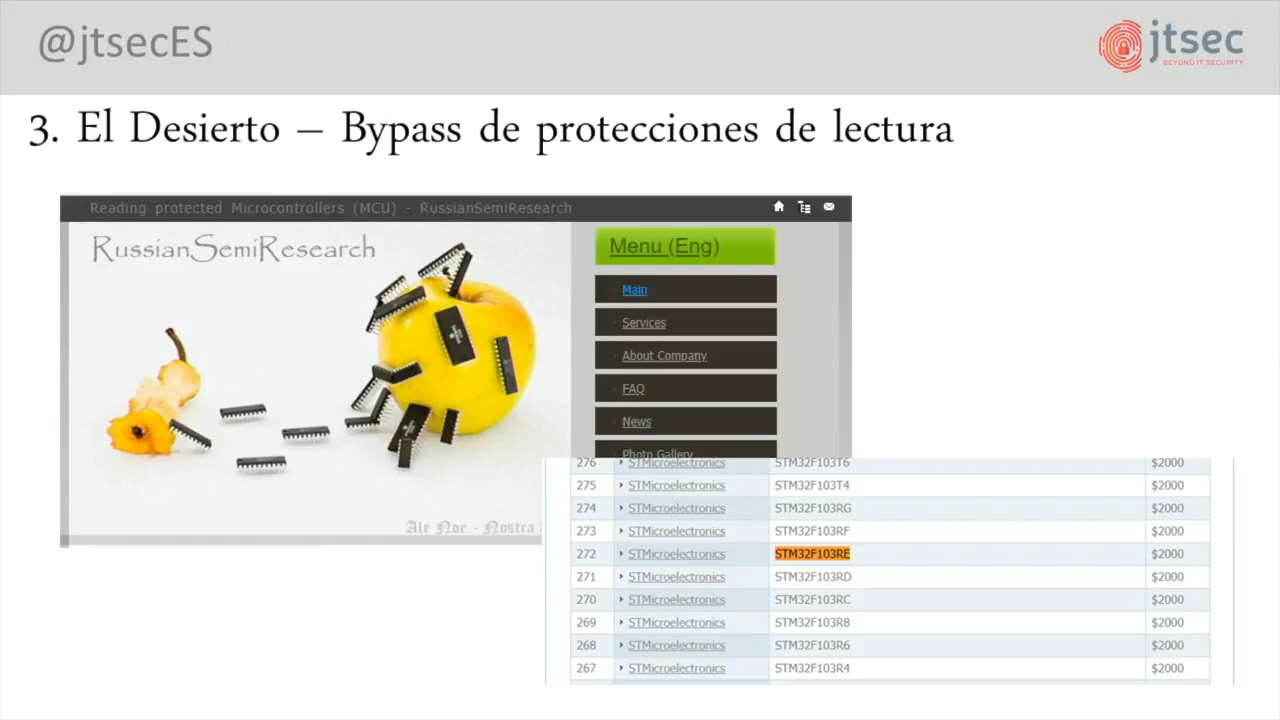 @jtsecES
jtsec
BEYOND IT SECURITY
3. El Desierto – Bypass de protecciones de lectura
Reading protected Microcontrollers (MCU) - RussianSemiResearch
RussianSemiResearch
Menu (Eng)
Main
Services
About Company
FAQ
News
Photo Gallery
Ale Noe - Nostra
276 STMicroelectronics STM32F103T6 $2000
275 STMicroelectronics STM32F103T4 $2000
274 STMicroelectronics STM32F103RG $2000
273 STMicroelectronics STM32F103RF $2000
272 STMicroelectronics STM32F103RE $2000
271 STMicroelectronics STM32F103RD $2000
270 STMicroelectronics STM32F103RC $2000
269 STMicroelectronics STM32F103R8 $2000
268 STMicroelectronics STM32F103R6 $2000
267 STMicroelectronics STM32F103R4 $2000